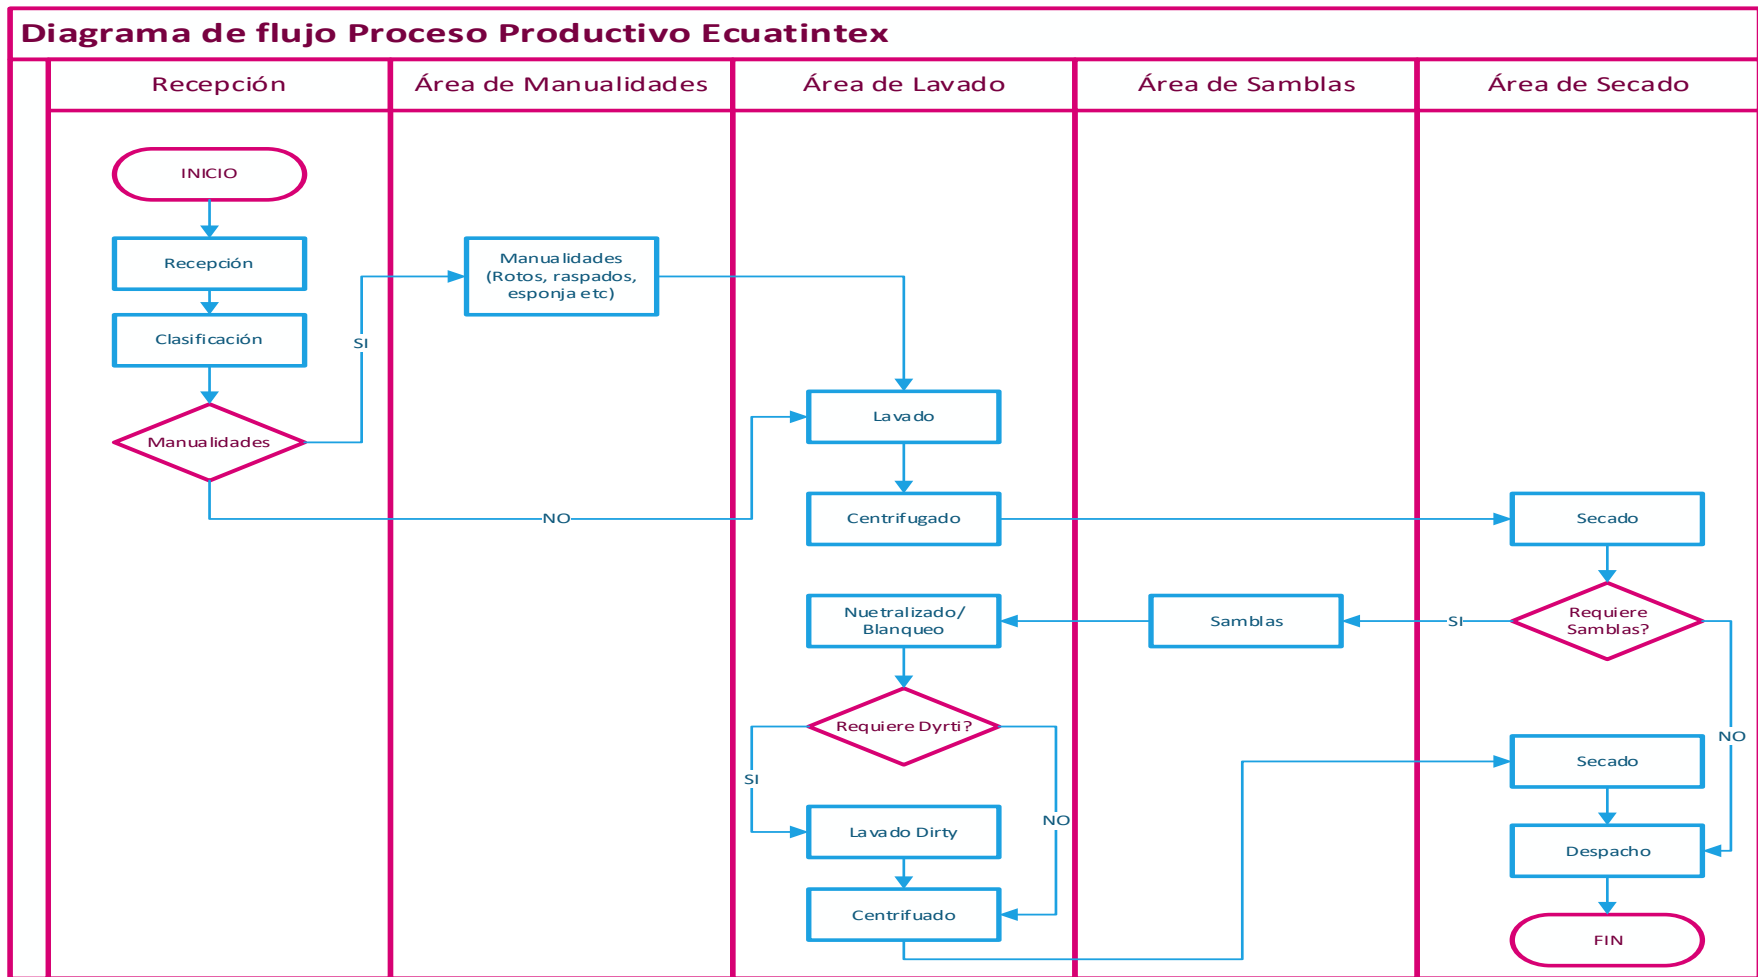 Diagrama de flujo Proceso Productivo Ecuatintex
Recepción
Área de Manualidades
Área de Lavado
Área de Samblas
Área de Secado
INICIO
Recepción
Clasificación
Manualidades
SI
NO
Manualidades
(Rotos, raspados,
esponja etc)
Lavado
Centrifugado
Secado
Requiere
Samblas?
SI
NO
Samblas
Nuetralizado/
Blanqueo
Requiere Dyrti?
SI
NO
Lavado Dirty
Centrifuado
Secado
Despacho
FIN